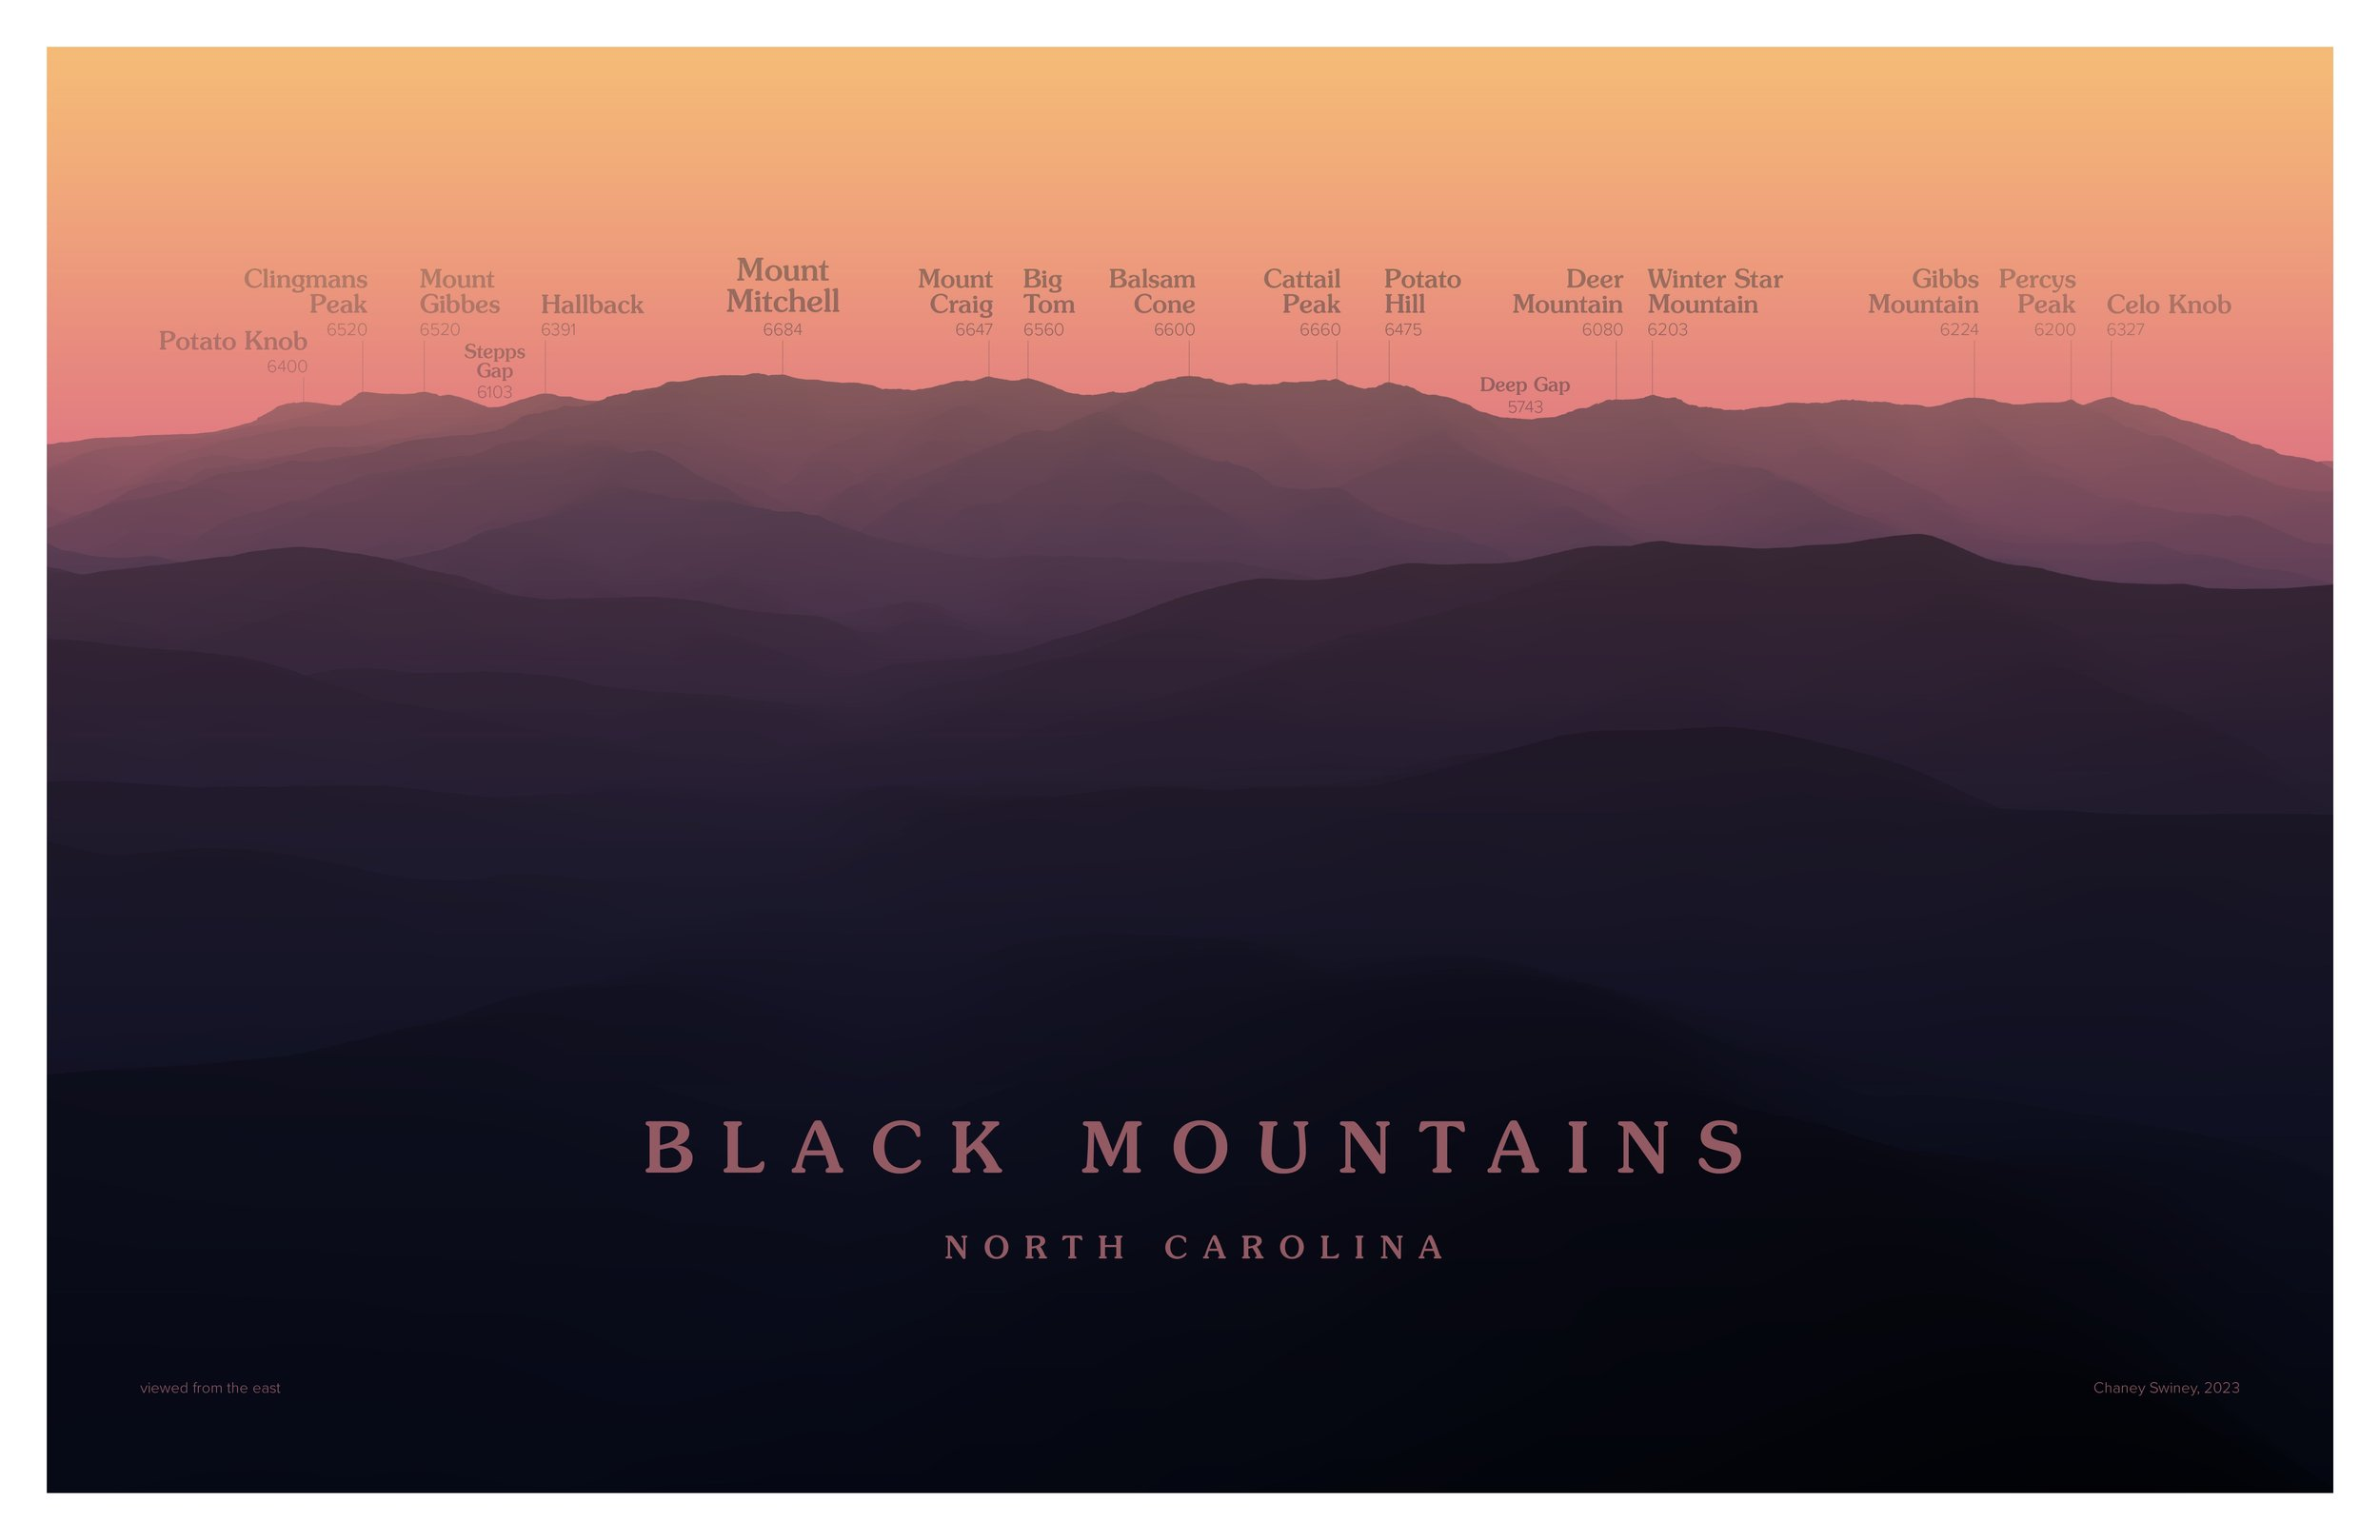 Potato Knob
6400
Clingmans
Peak
6520
Mount
Gibbes
6520
Stepps
Gap
6103
Hallback
6391
Mount
Mitchell
6684
Mount
Craig
6647
Big
Tom
6560
Balsam
Cone
6600
Cattail
Peak
6660
Potato
Hill
6475
Deep Gap
5743
Deer
Mountain
6080
Winter Star
Mountain
6203
Gibbs
Mountain
6224
Percys
Peak
6200
Celo Knob
6327
BLACK MOUNTAINS
NORTH CAROLINA
viewed from the east
Chaney Swiney, 2023